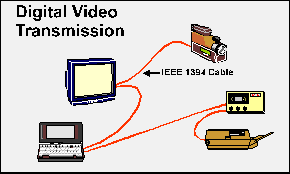 Digital Video
Transmission
IEEE 1394 Cable